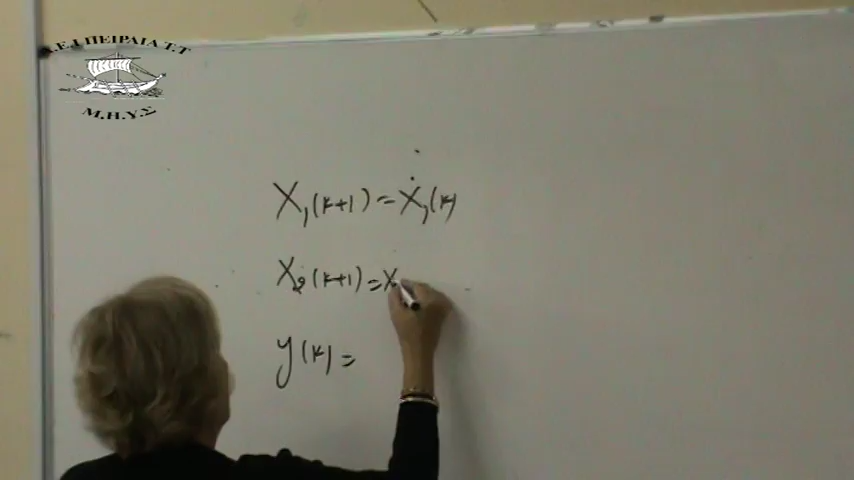 Α.Ε.Ι ΠΕΙΡΑΙΑ Τ.Τ
Μ.Η.Υ.Σ
X₁(k+1) = Ẋ₁(k)
X₂(k+1) = X
y(k) =